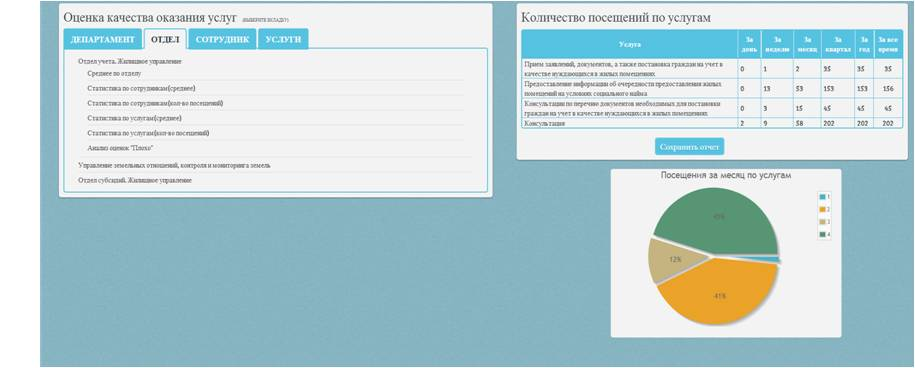 Оценка качества оказания услуг (ВЫБЕРИТЕ ВКЛАДКУ)
ДЕПАРТАМЕНТ ОТДЕЛ СОТРУДНИК УСЛУГИ
Отдел учета. Жилищное управление
Среднее по отделу
Статистика по сотрудникам(среднее)
Статистика по сотрудникам(кол-во посещений)
Статистика по услугам(среднее)
Статистика по услугам(кол-во посещений)
Анализ оценок "Плохо"
Управление земельных отношений, контроля и мониторинга земель
Отдел субсидий. Жилищное управление
Количество посещений по услугам
Услуга За день За неделю За месяц За квартал За год За все время
Прием заявлений, документов, а также постановка граждан на учет в
качестве нуждающихся в жилых помещениях 0 1 2 35 35 35
Предоставление информации об очередности предоставления жилых
помещений на условиях социального найма 0 13 53 153 153 156
Консультации по перечню документов необходимых для постановки
граждан на учет в качестве нуждающихся в жилых помещениях 0 3 15 45 45 45
Консультация 2 9 58 202 202 202
Сохранить отчет
Посещения за месяц по услугам
1
2
3
4
45%
12%
41%